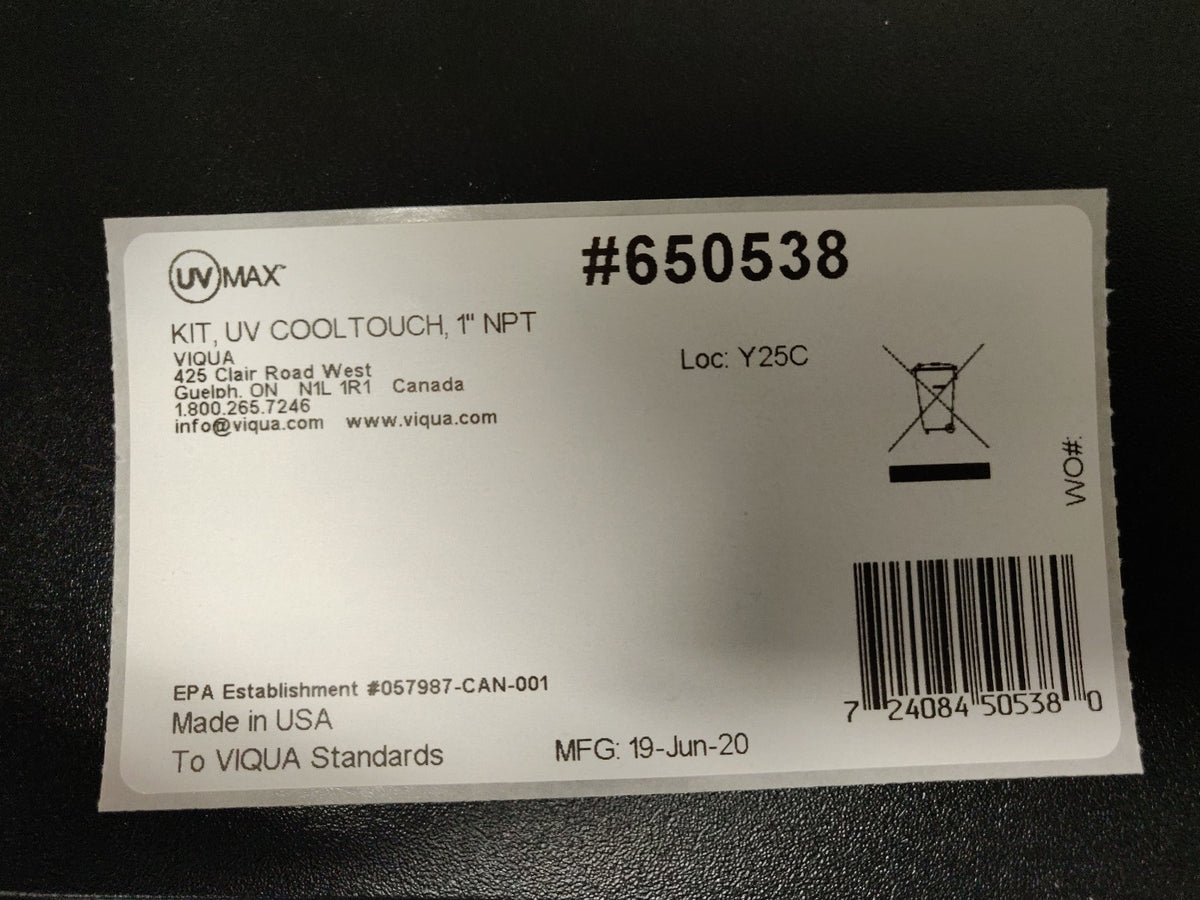 UV MAX™
#650538
KIT, UV COOLTOUCH, 1" NPT
VIQUA
425 Clair Road West
Guelph. ON N1L 1R1 Canada
1.800.265.7246
info@viqua.com www.viqua.com
Loc: Y25C
WO#:
EPA Establishment #057987-CAN-001
Made in USA
To VIQUA Standards
MFG: 19-Jun-20
7 24084 50538 0